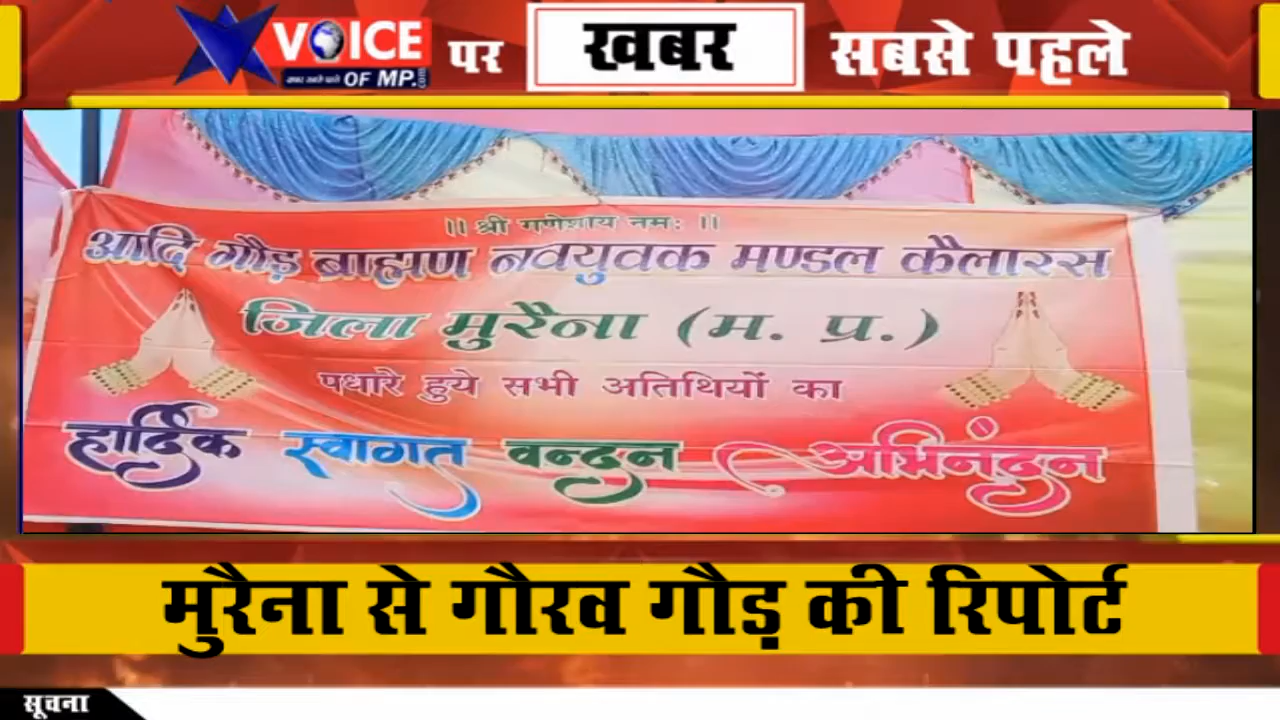 VOICE
OF MP.com
पर
खबर
सबसे पहले
|| श्री गणेशाय नमः ||
आदि गौड़ ब्राह्मण नवयुवक मण्डल कैलारस
जिला मुरैना (म. प्र.)
पधारे हुये सभी अतिथियों का
हार्दिक स्वागत वन्दन अभिनंदन
मुरैना से गौरव गौड़ की रिपोर्ट
सूचना